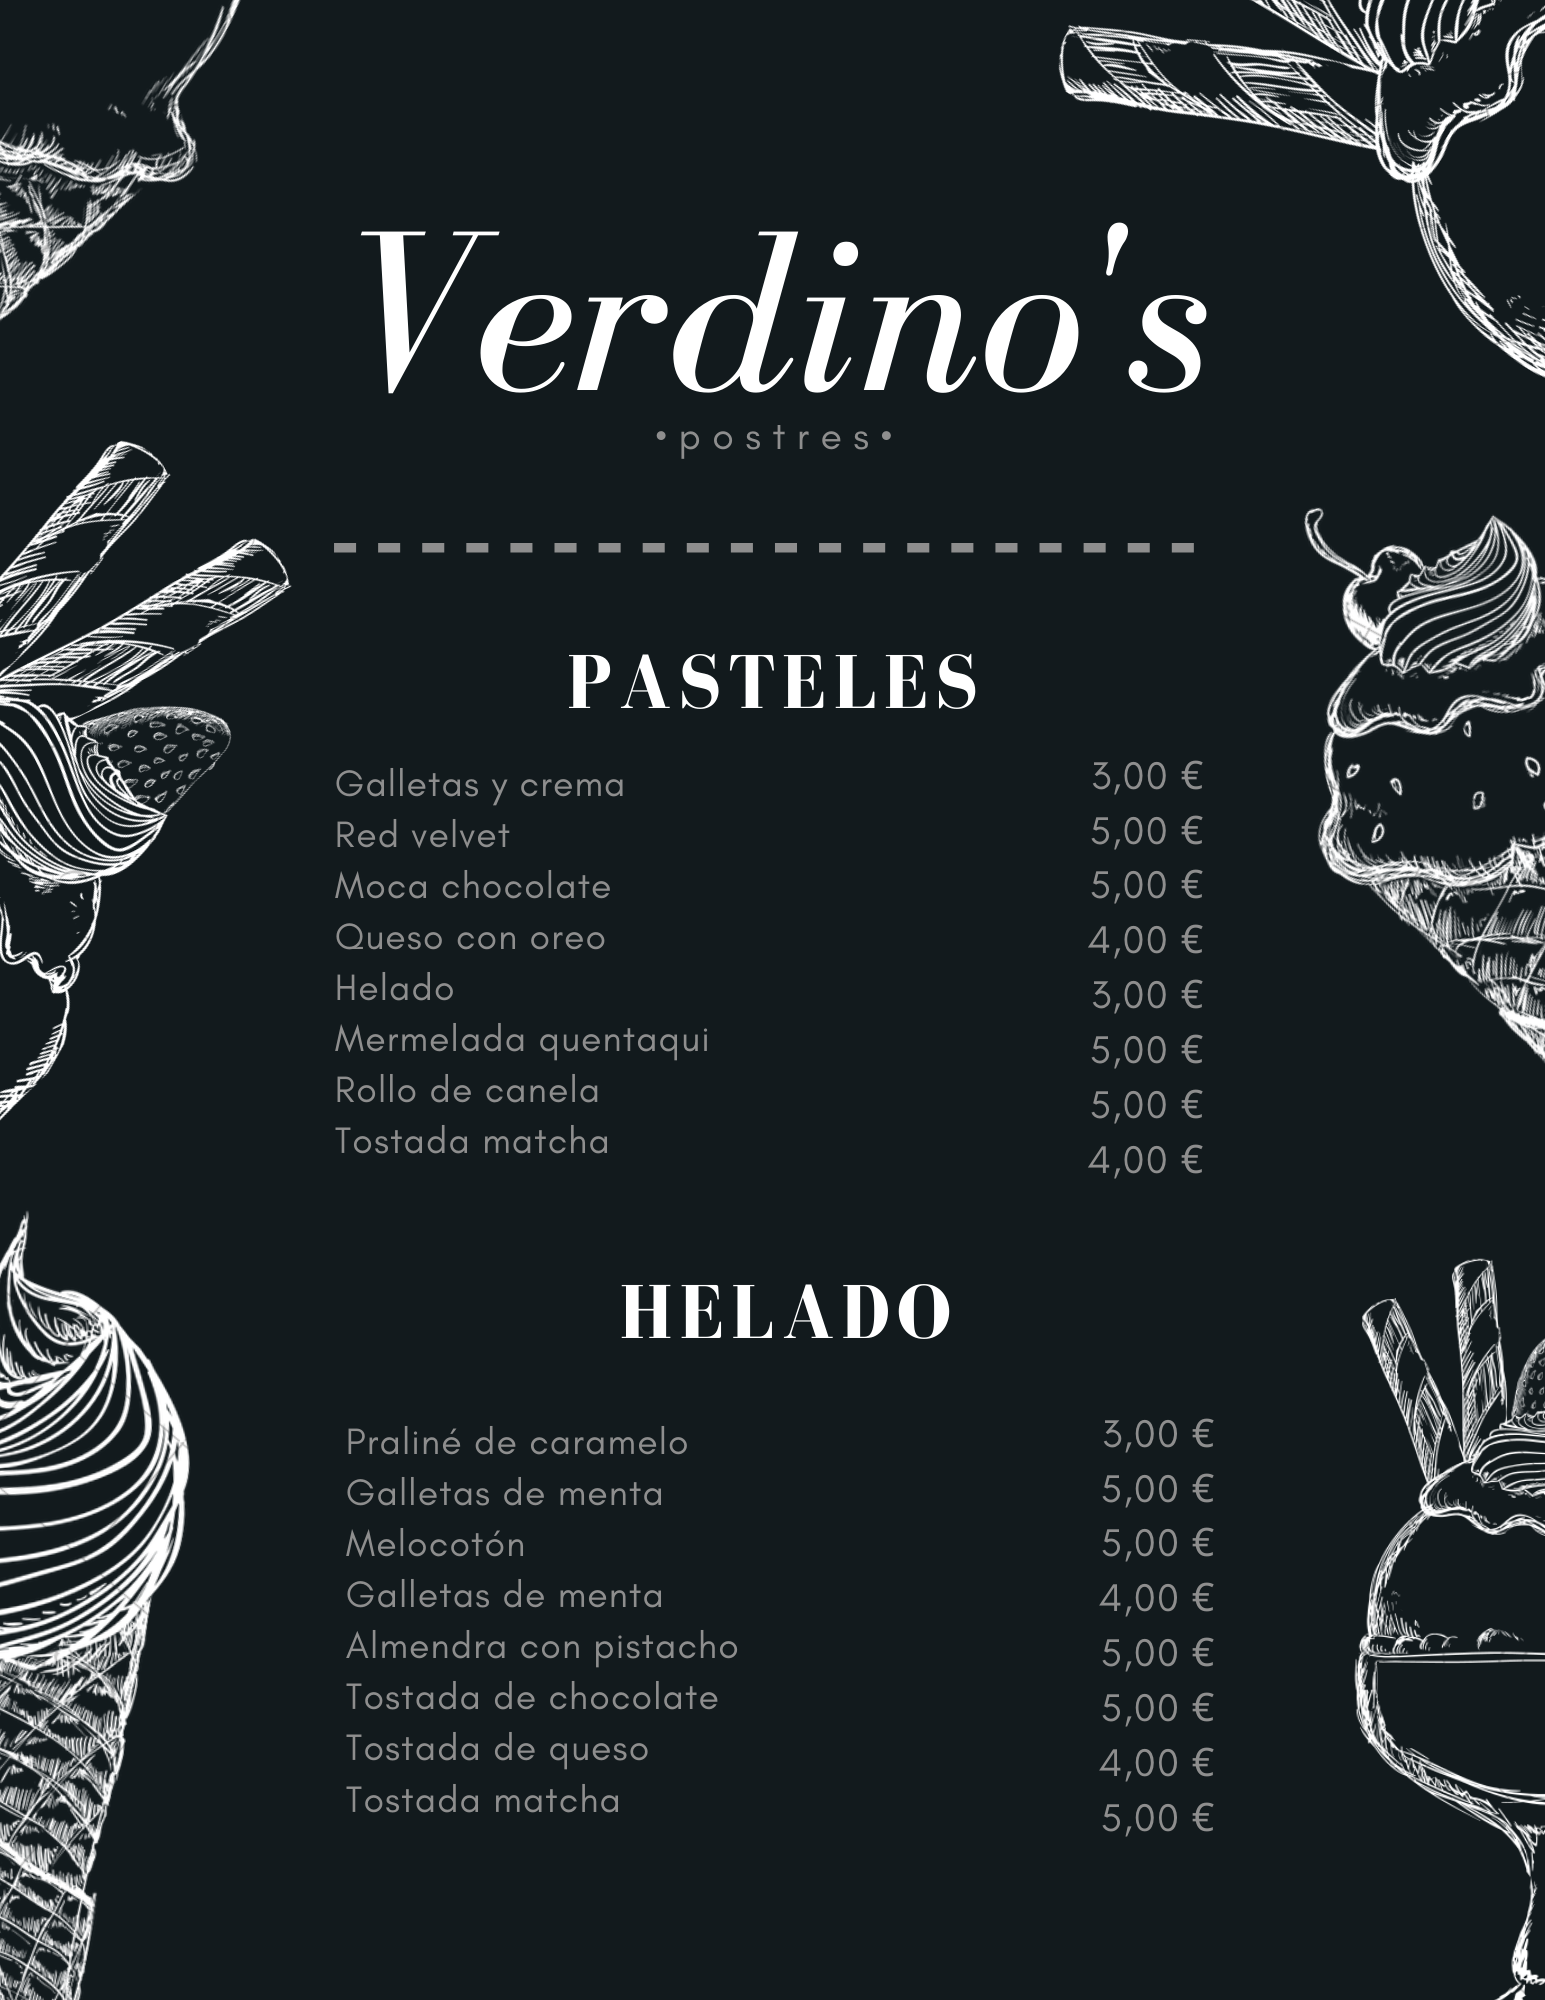 Verdino's
•postres•
PASTELES
Galletas y crema 3,00 €
Red velvet 5,00 €
Moca chocolate 5,00 €
Queso con oreo 4,00 €
Helado 3,00 €
Mermelada quentaqui 5,00 €
Rollo de canela 5,00 €
Tostada matcha 4,00 €
HELADO
Praliné de caramelo 3,00 €
Galletas de menta 5,00 €
Melocotón 5,00 €
Galletas de menta 4,00 €
Almendra con pistacho 5,00 €
Tostada de chocolate 5,00 €
Tostada de queso 4,00 €
Tostada matcha 5,00 €